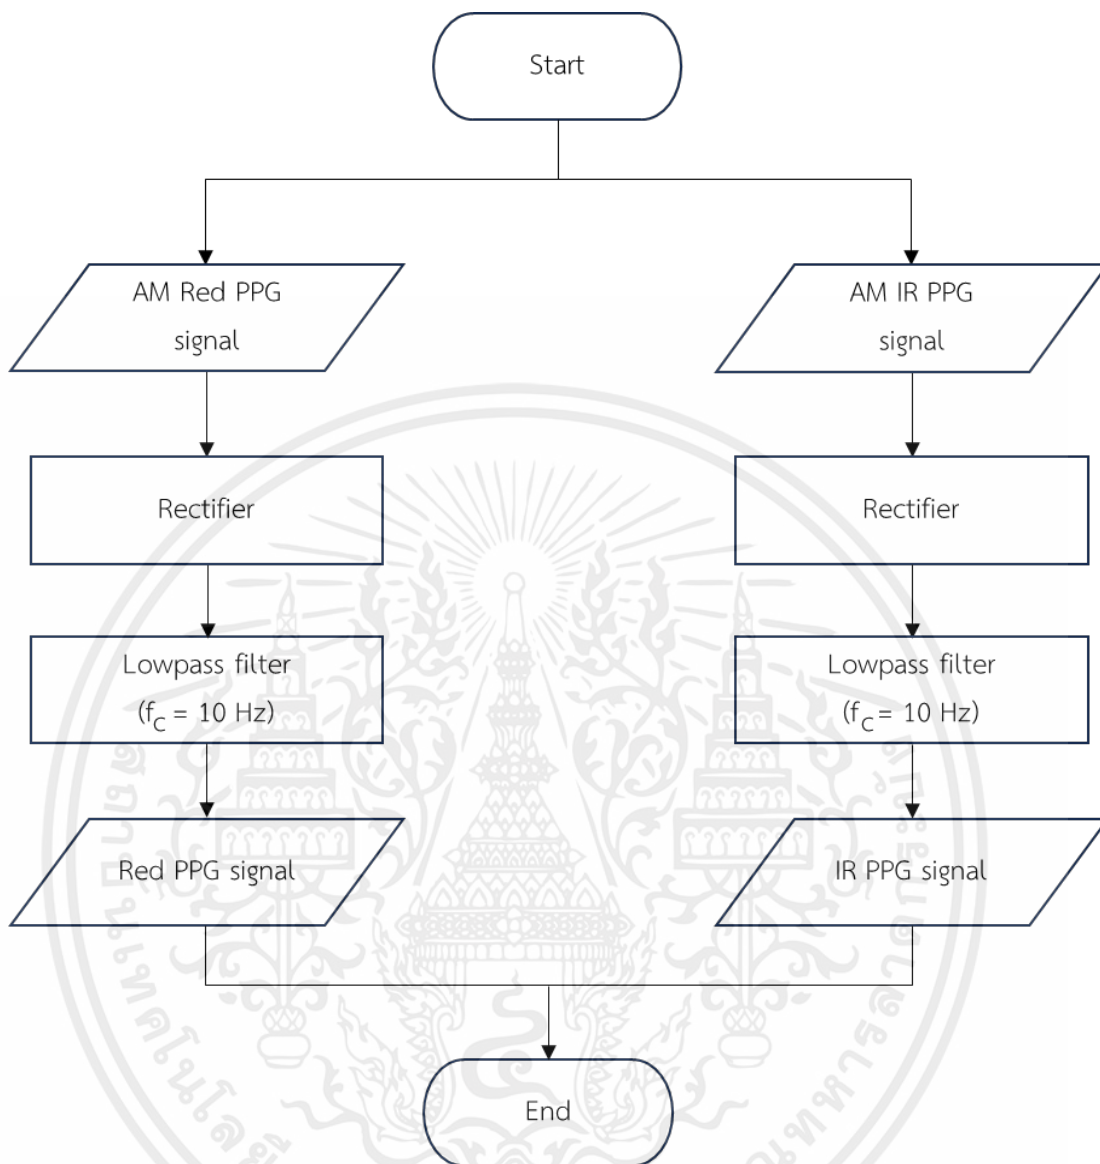 Start
AM Red PPG
signal
AM IR PPG
signal
Rectifier
Rectifier
Lowpass filter
(fC = 10 Hz)
Lowpass filter
(fC = 10 Hz)
Red PPG signal
IR PPG signal
End